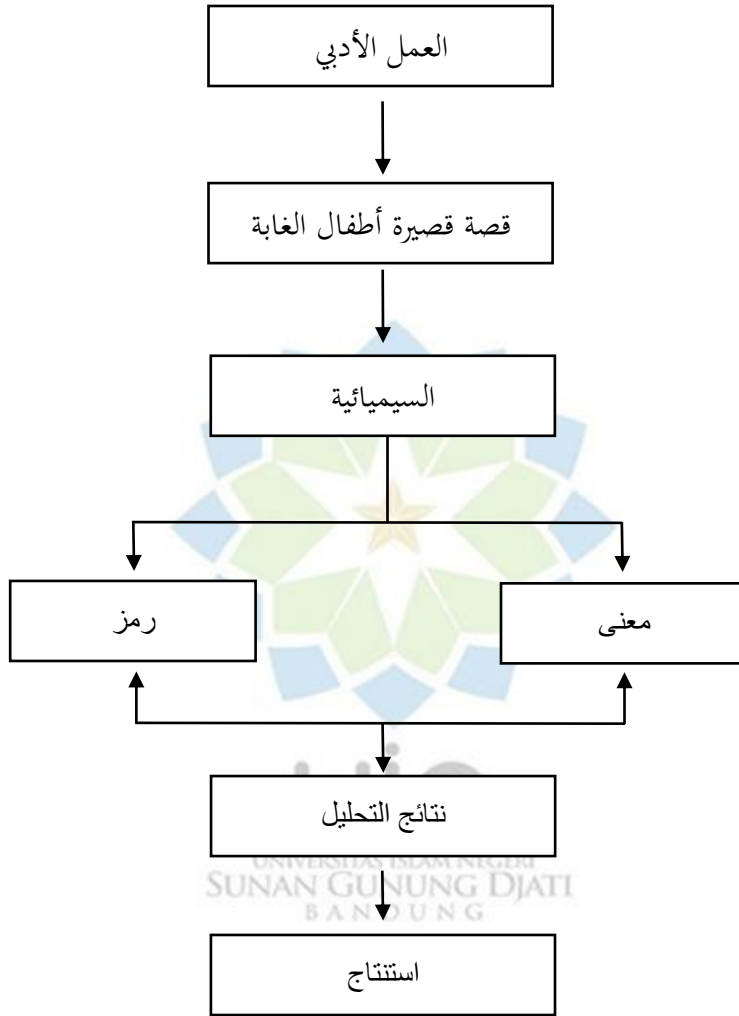 العمل الأدبي
قصة قصيرة أطفال الغابة
السيميائية
رمز
معنى
نتائج التحليل
UNIVERSITAS ISLAM NEGERI
SUNAN GUNUNG DJATI
BANDUNG
استنتاج